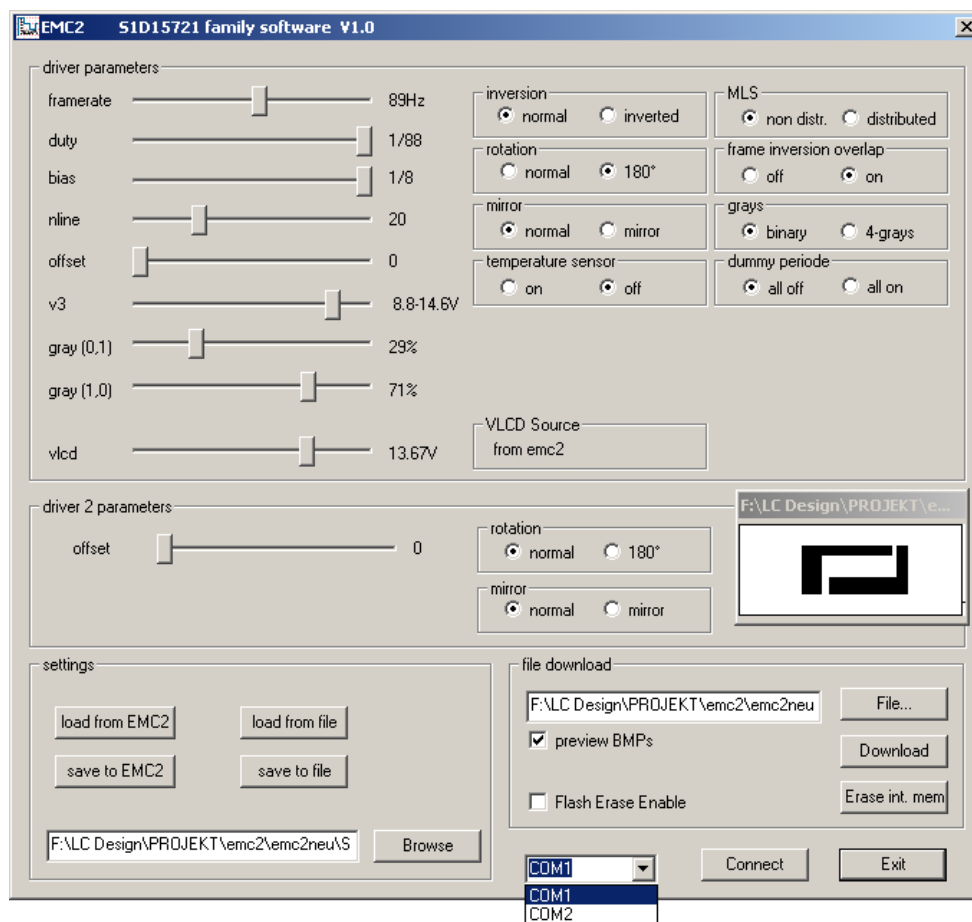 EMC2 S1D15721 family software V1.0
driver parameters
framerate 89Hz
duty 1/88
bias 1/8
nline 20
offset 0
v3 8.8-14.6V
gray (0,1) 29%
gray (1,0) 71%
vlcd 13.67V
inversion
normal inverted
rotation
normal 180°
mirror
normal mirror
temperature sensor
on off
MLS
non distr. distributed
frame inversion overlap
off on
grays
binary 4-grays
dummy periode
all off all on
VLCD Source
from emc2
driver 2 parameters
offset 0
rotation
normal 180°
mirror
normal mirror
F:\LC Design\PROJEKT\e...
settings
load from EMC2 load from file
save to EMC2 save to file
F:\LC Design\PROJEKT\emc2\emc2neu\S Browse
file download
F:\LC Design\PROJEKT\emc2\emc2neu File...
preview BMPs
Download
Flash Erase Enable
Erase int. mem
COM1 Connect Exit
COM1
COM2